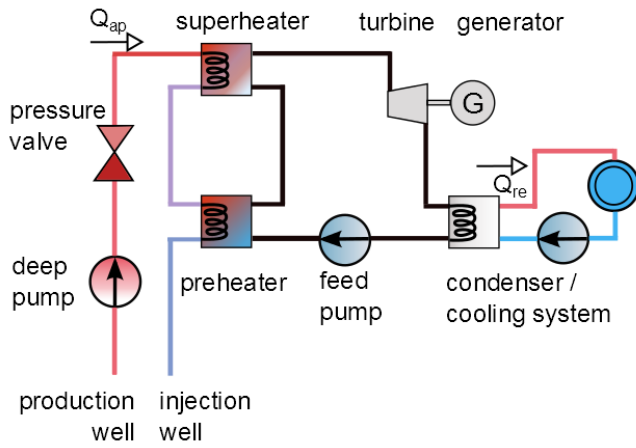 Qap
superheater
turbine
generator
pressure
valve
G
Qre
deep
pump
preheater
feed
pump
condenser /
cooling system
production
well
injection
well